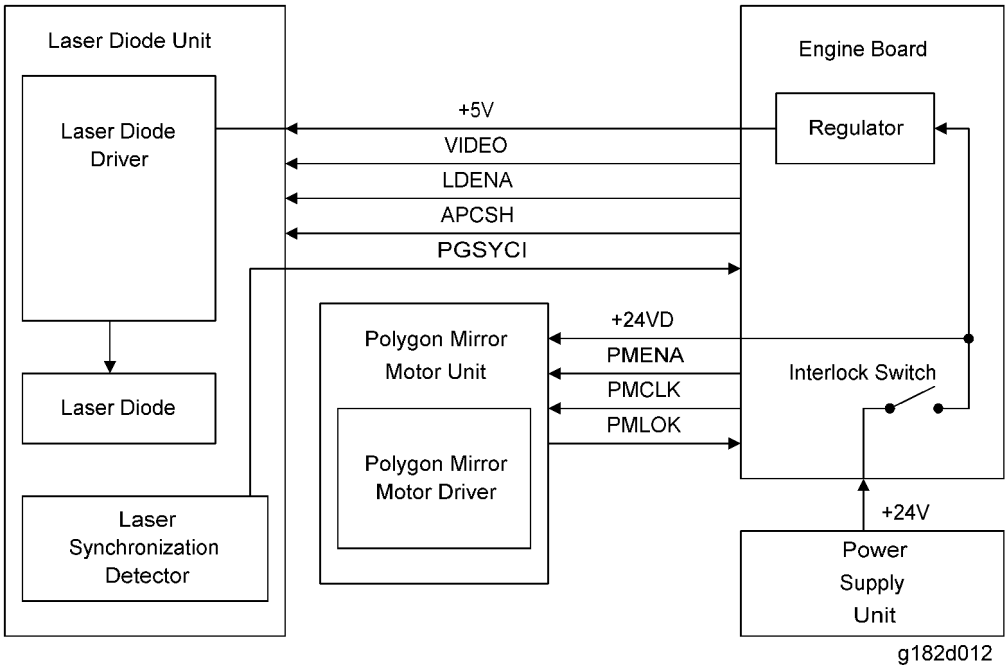 Laser Diode Unit
Engine Board
Laser Diode
Driver
Regulator
+5V
VIDEO
LDENA
APCSH
PGSYCI
Laser Diode
Laser
Synchronization
Detector
Polygon Mirror
Motor Unit
Polygon Mirror
Motor Driver
+24VD
PMENA
PMCLK
PMLOK
Interlock Switch
+24V
Power
Supply
Unit
g182d012